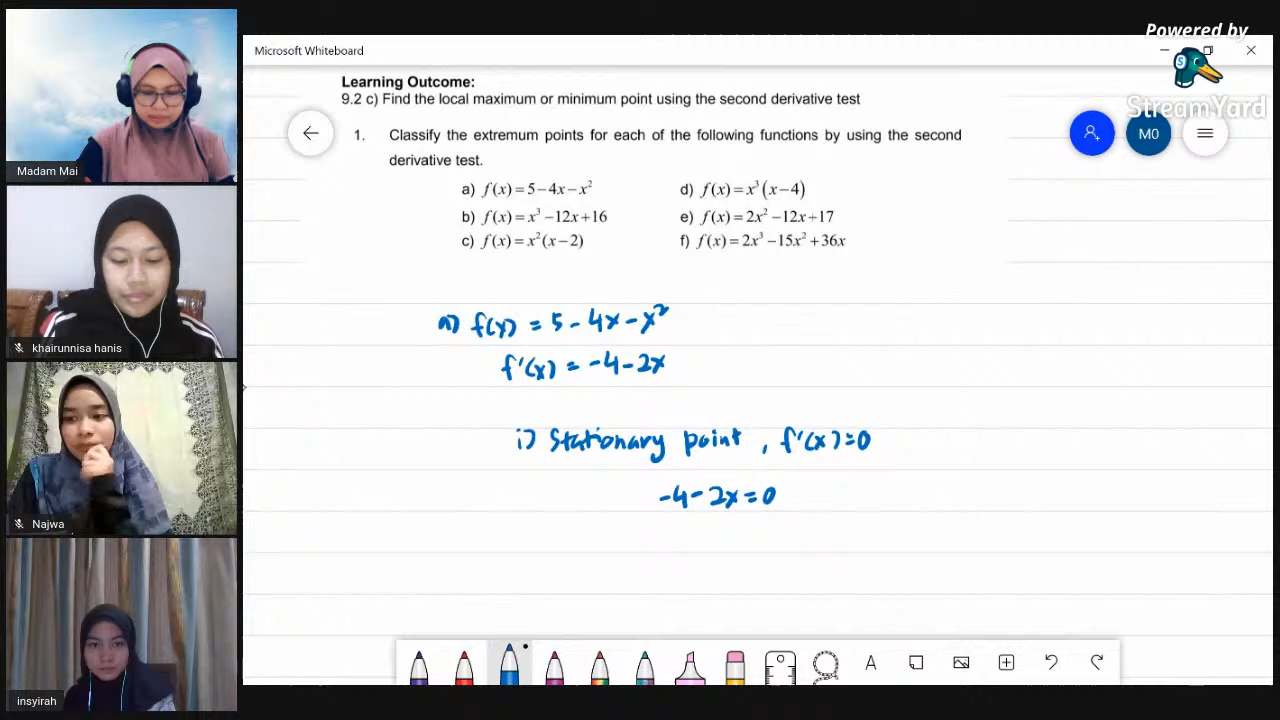 Powered by
StreamYard
Microsoft Whiteboard
Learning Outcome:
9.2 c) Find the local maximum or minimum point using the second derivative test
1. Classify the extremum points for each of the following functions by using the second
derivative test.
a) f(x) = 5 − 4x − x²
d) f(x) = x³(x − 4)
b) f(x) = x³ − 12x + 16
e) f(x) = 2x² − 12x + 17
c) f(x) = x²(x − 2)
f) f(x) = 2x³ − 15x² + 36x
M0
a) f(x) = 5 - 4x - x²
f'(x) = -4 - 2x
i) Stationary point, f'(x) = 0
-4 - 2x = 0
A
Madam Mai
khairunnisa hanis
Najwa
insyirah